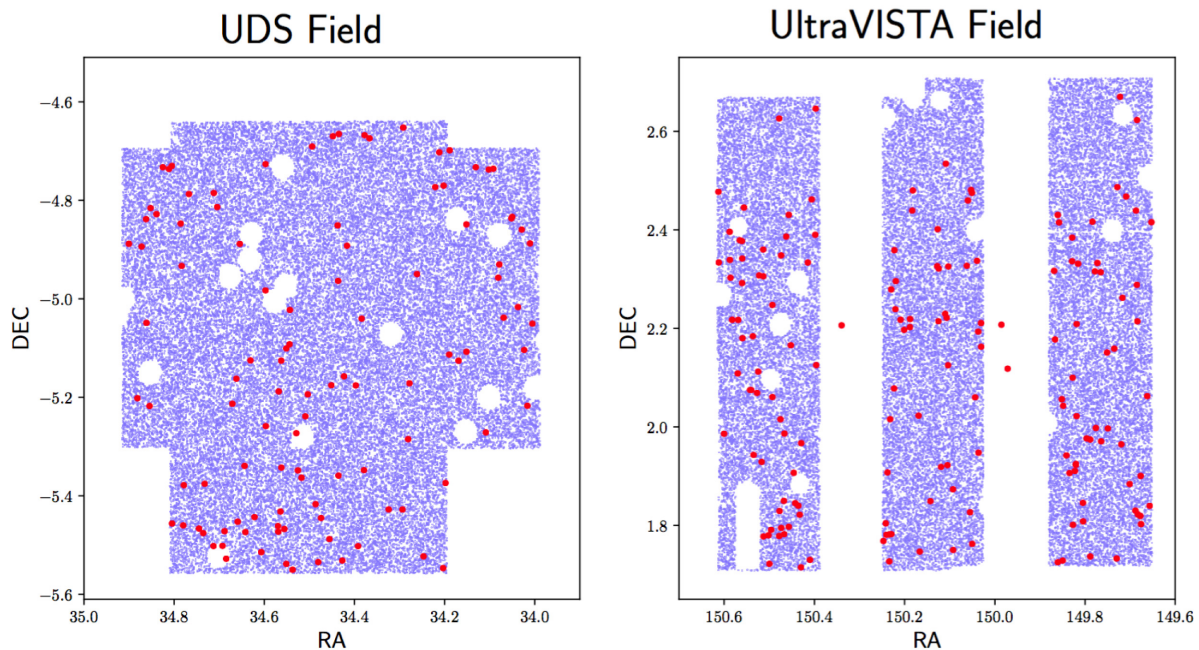 UDS Field
UltraVISTA Field
−4.6
−4.8
−5.0
−5.2
−5.4
−5.6
DEC
35.0 34.8 34.6 34.4 34.2 34.0
RA
2.6
2.4
2.2
2.0
1.8
DEC
150.6 150.4 150.2 150.0 149.8 149.6
RA